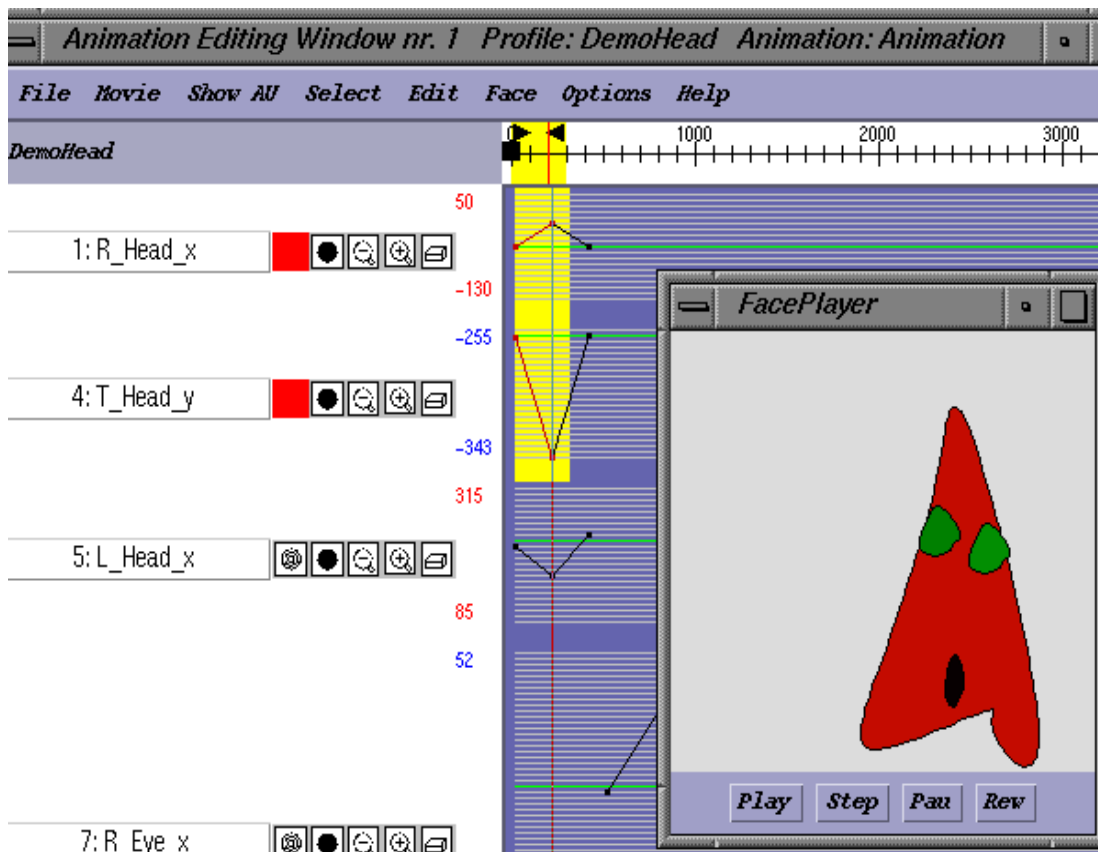 Animation Editing Window nr. 1 Profile: DemoHead Animation: Animation
File Movie Show AU Select Edit Face Options Help
DemoHead
0 1000 2000 3000
50
1: R_Head_x
-130
FacePlayer
-255
4: T_Head_y
-343
315
5: L_Head_x
85
52
Play Step Pau Rew
7: R_Eye_x